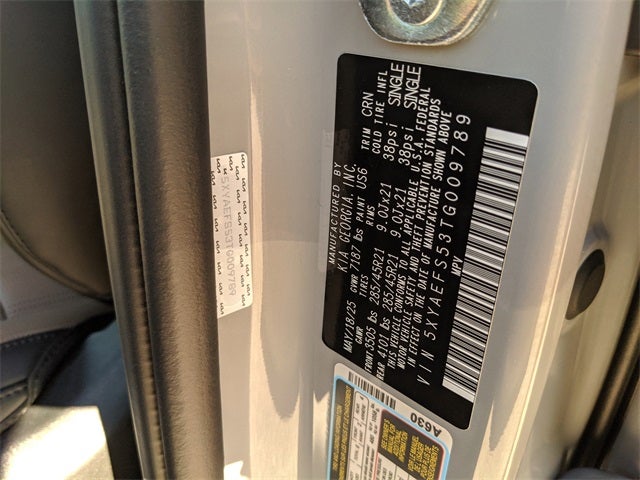 MANUFACTURED BY
KIA GEORGIA, INC.
MAY/18/25 GVWR 7187 lbs PAINT US6 TRIM CRN
GAWR TIRES RIMS COLD TIRE INFL
FRONT 3505 lbs 285/45R21 9.0Jx21 38psi SINGLE
REAR 4101 lbs 285/45R21 9.0Jx21 38psi SINGLE
THIS VEHICLE CONFORMS TO ALL APPLICABLE U.S.A. FEDERAL
MOTOR VEHICLE SAFETY AND THEFT PREVENTION STANDARDS
IN EFFECT ON THE DATE OF MANUFACTURE SHOWN ABOVE
VIN 5XYAEFS53TG009789
MPV
5XYAEFS53TG009789
A630